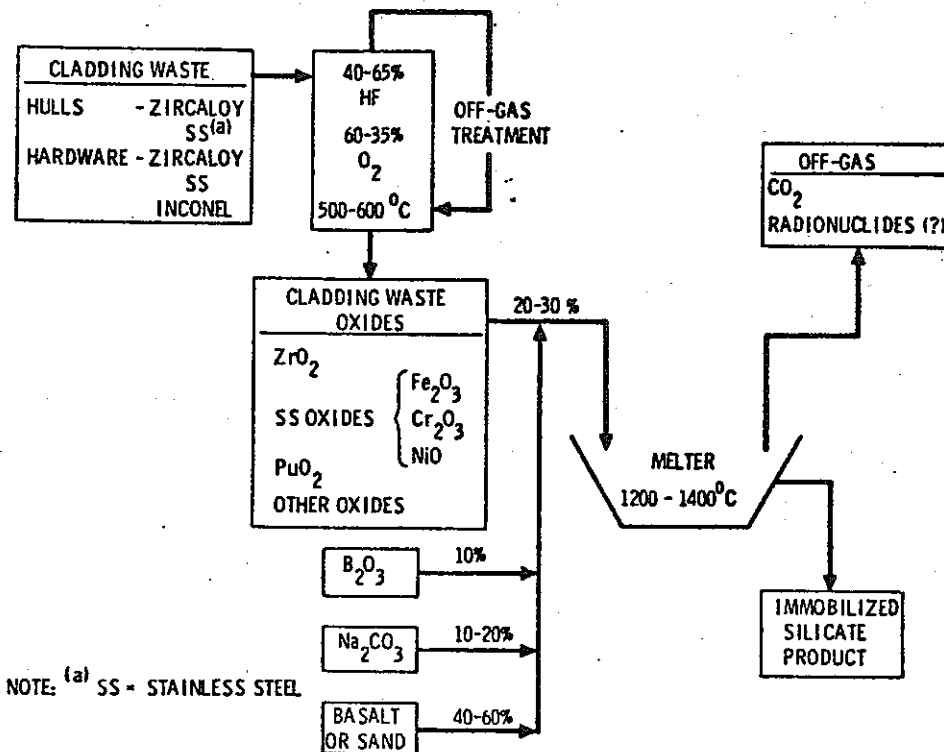 CLADDING WASTE
HULLS - ZIRCALOY
SS(a)
HARDWARE - ZIRCALOY
SS
INCONEL
40-65%
HF
60-35%
O2
500-600 °C
OFF-GAS
TREATMENT
OFF-GAS
CO2
RADIONUCLIDES (?)
CLADDING WASTE
OXIDES
ZrO2
SS OXIDES
Fe2O3
Cr2O3
NiO
PuO2
OTHER OXIDES
20-30 %
MELTER
1200 - 1400°C
B2O3
10%
Na2CO3
10-20%
BASALT
OR SAND
40-60%
IMMOBILIZED
SILICATE
PRODUCT
NOTE: (a) SS = STAINLESS STEEL